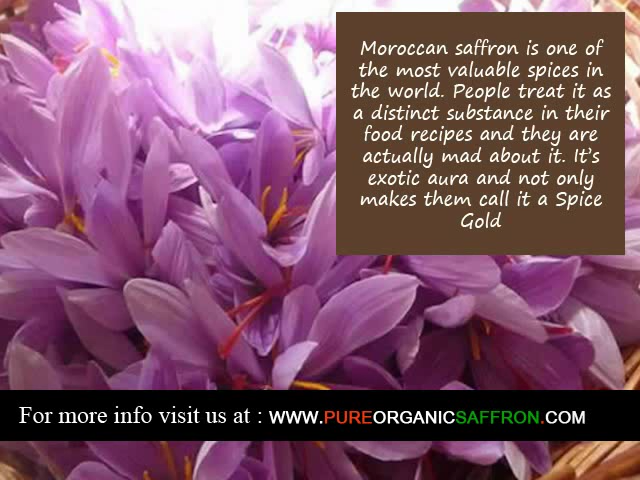 Moroccan saffron is one of
the most valuable spices in
the world. People treat it as
a distinct substance in their
food recipes and they are
actually mad about it. It's
exotic aura and not only
makes them call it a Spice
Gold
For more info visit us at : WWW.PUREORGANICSAFFRON.COM